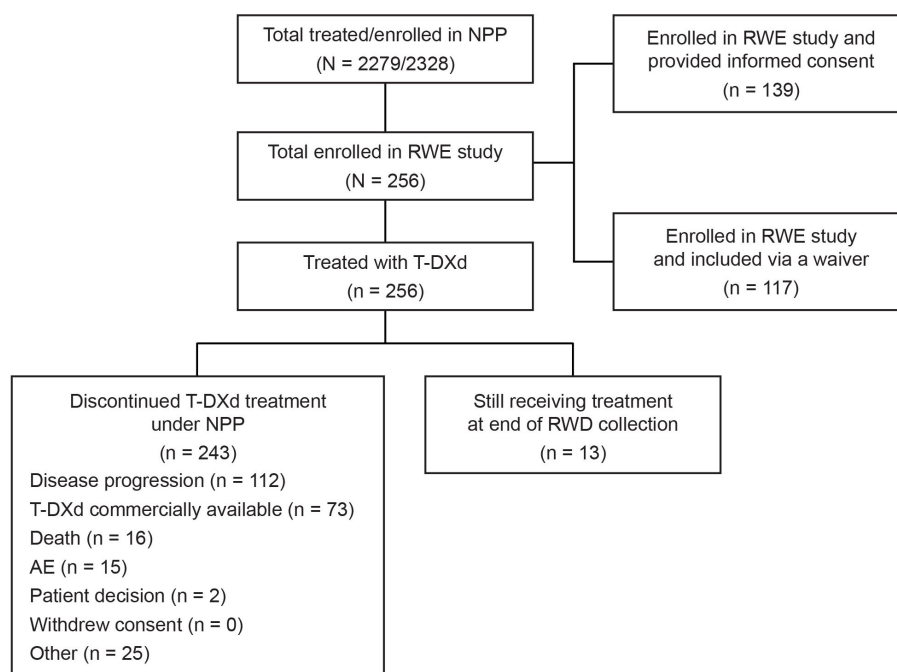 Total treated/enrolled in NPP
(N = 2279/2328)
Enrolled in RWE study and
provided informed consent
(n = 139)
Total enrolled in RWE study
(N = 256)
Enrolled in RWE study
and included via a waiver
(n = 117)
Treated with T-DXd
(n = 256)
Discontinued T-DXd treatment
under NPP
(n = 243)
Disease progression (n = 112)
T-DXd commercially available (n = 73)
Death (n = 16)
AE (n = 15)
Patient decision (n = 2)
Withdrew consent (n = 0)
Other (n = 25)
Still receiving treatment
at end of RWD collection
(n = 13)